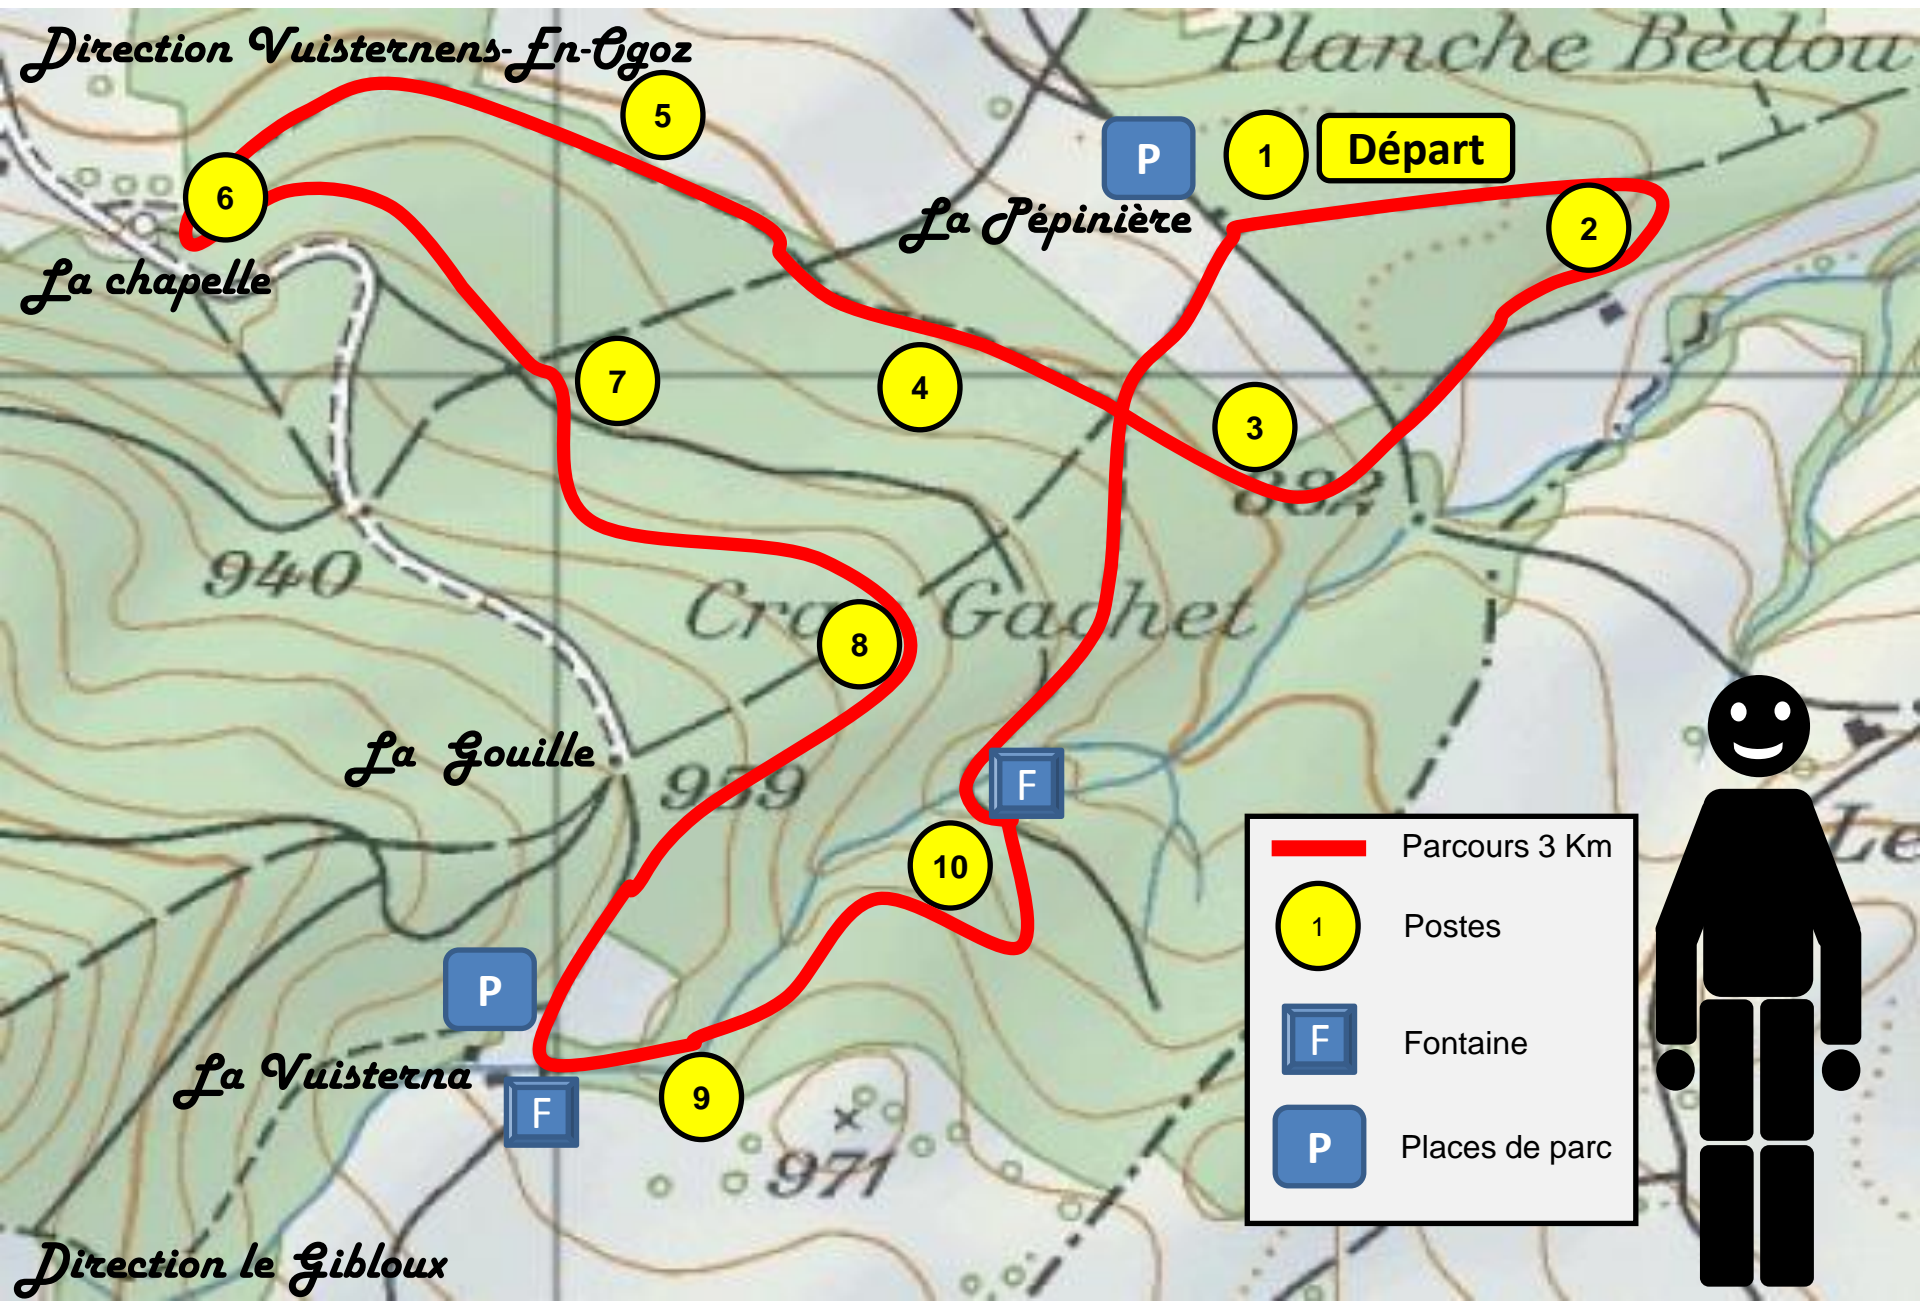 Direction Vuisternens-En-Ogoz
Planche Bedou
5
P
1
Départ
6
2
La Pépinière
La chapelle
7
4
3
882
940
Cra Gachet
8
La Gouille
959
F
10
P
La Vuisterna
F
9
971
Direction le Gibloux
Le
Parcours 3 Km
1
Postes
F
Fontaine
P
Places de parc